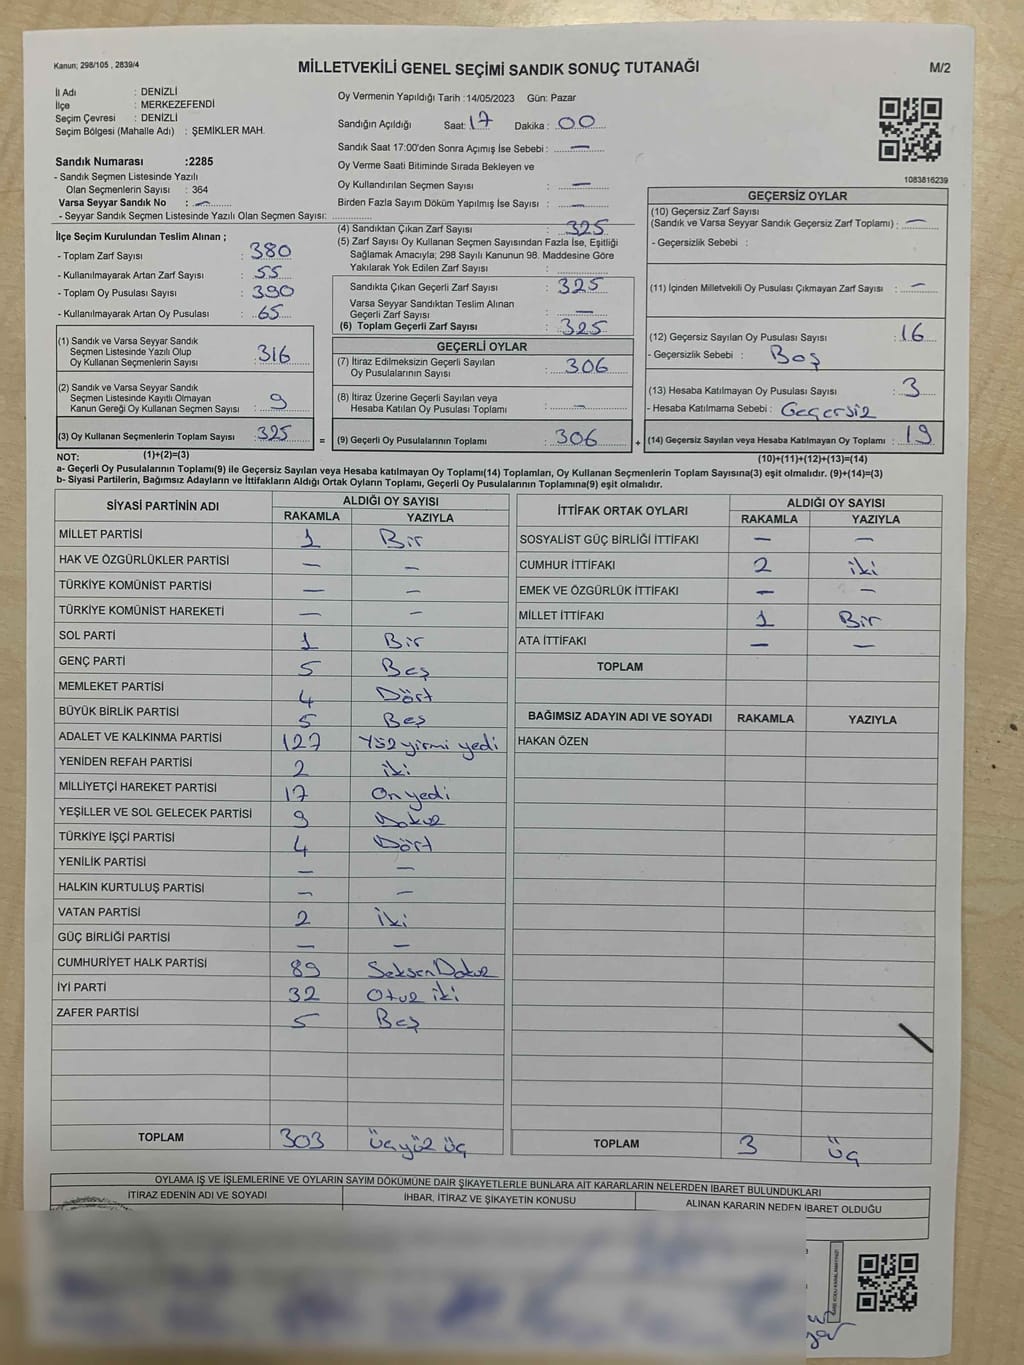 Kanun; 298/105 , 2839/4
MİLLETVEKİLİ GENEL SEÇİMİ SANDIK SONUÇ TUTANAĞI
M/2
İl Adı : DENİZLİ
İlçe : MERKEZEFENDİ
Seçim Çevresi : DENİZLİ
Seçim Bölgesi (Mahalle Adı) : ŞEMİKLER MAH.
Sandık Numarası :2285
- Sandık Seçmen Listesinde Yazılı
Olan Seçmenlerin Sayısı : 364
Varsa Seyyar Sandık No : —
- Seyyar Sandık Seçmen Listesinde Yazılı Olan Seçmen Sayısı:
Oy Vermenin Yapıldığı Tarih :14/05/2023 Gün: Pazar
Sandığın Açıldığı Saat: 17 Dakika : 00
Sandık Saat 17:00'den Sonra Açımış İse Sebebi : —
Oy Verme Saati Bitiminde Sırada Bekleyen ve
Oy Kullandırılan Seçmen Sayısı : —
Birden Fazla Sayım Döküm Yapılmış İse Sayısı : —
1083816239
İlçe Seçim Kurulundan Teslim Alınan ;
- Toplam Zarf Sayısı : 380
- Kullanılmayarak Artan Zarf Sayısı : 55
- Toplam Oy Pusulası Sayısı : 390
- Kullanılmayarak Artan Oy Pusulası : 65
(1) Sandık ve Varsa Seyyar Sandık
Seçmen Listesinde Yazılı Olup
Oy Kullanan Seçmenlerin Sayısı : 316
(2) Sandık ve Varsa Seyyar Sandık
Seçmen Listesinde Kayıtlı Olmayan
Kanun Gereği Oy Kullanan Seçmen Sayısı : 9
(3) Oy Kullanan Seçmenlerin Toplam Sayısı : 325
(4) Sandıktan Çıkan Zarf Sayısı : 325
(5) Zarf Sayısı Oy Kullanan Seçmen Sayısından Fazla İse, Eşitliği
Sağlamak Amacıyla; 298 Sayılı Kanunun 98. Maddesine Göre
Yakılarak Yok Edilen Zarf Sayısı :
Sandıkta Çıkan Geçerli Zarf Sayısı : 325
Varsa Seyyar Sandıktan Teslim Alınan
Geçerli Zarf Sayısı : —
(6) Toplam Geçerli Zarf Sayısı : 325
GEÇERLİ OYLAR
(7) İtiraz Edilmeksizin Geçerli Sayılan
Oy Pusulalarının Sayısı : 306
(8) İtiraz Üzerine Geçerli Sayılan veya
Hesaba Katılan Oy Pusulası Toplamı : —
= (9) Geçerli Oy Pusulalarının Toplamı : 306
GEÇERSİZ OYLAR
(10) Geçersiz Zarf Sayısı
(Sandık ve Varsa Seyyar Sandık Geçersiz Zarf Toplamı) : —
- Geçersizlik Sebebi :
(11) İçinden Milletvekili Oy Pusulası Çıkmayan Zarf Sayısı : —
(12) Geçersiz Sayılan Oy Pusulası Sayısı : 16
- Geçersizlik Sebebi : Boş
(13) Hesaba Katılmayan Oy Pusulası Sayısı : 3
- Hesaba Katılmama Sebebi : Geçersiz
+ (14) Geçersiz Sayılan veya Hesaba Katılmayan Oy Toplamı : 19
NOT: (1)+(2)=(3)
(10)+(11)+(12)+(13)=(14)
a- Geçerli Oy Pusulalarının Toplamı(9) ile Geçersiz Sayılan veya Hesaba katılmayan Oy Toplamı(14) Toplamları, Oy Kullanan Seçmenlerin Toplam Sayısına(3) eşit olmalıdır. (9)+(14)=(3)
b- Siyasi Partilerin, Bağımsız Adayların ve İttifakların Aldığı Ortak Oyların Toplamı, Geçerli Oy Pusulalarının Toplamına(9) eşit olmalıdır.
SİYASİ PARTİNİN ADI ALDIĞI OY SAYISI
RAKAMLA YAZIYLA
MİLLET PARTİSİ 1 Bir
HAK VE ÖZGÜRLÜKLER PARTİSİ — —
TÜRKİYE KOMÜNİST PARTİSİ — —
TÜRKİYE KOMÜNİST HAREKETİ — —
SOL PARTİ 1 Bir
GENÇ PARTİ 5 Beş
MEMLEKET PARTİSİ 4 Dört
BÜYÜK BİRLİK PARTİSİ 5 Beş
ADALET VE KALKINMA PARTİSİ 127 Yüz yirmi yedi
YENİDEN REFAH PARTİSİ 2 iki
MİLLİYETÇİ HAREKET PARTİSİ 17 On yedi
YEŞİLLER VE SOL GELECEK PARTİSİ 9 Dokuz
TÜRKİYE İŞÇİ PARTİSİ 4 Dört
YENİLİK PARTİSİ — —
HALKIN KURTULUŞ PARTİSİ — —
VATAN PARTİSİ 2 İki
GÜÇ BİRLİĞİ PARTİSİ — —
CUMHURİYET HALK PARTİSİ 89 Seksen Dokuz
İYİ PARTİ 32 Otuz iki
ZAFER PARTİSİ 5 Beş
TOPLAM 303 Üçyüz üç
İTTİFAK ORTAK OYLARI ALDIĞI OY SAYISI
RAKAMLA YAZIYLA
SOSYALİST GÜÇ BİRLİĞİ İTTİFAKI — —
CUMHUR İTTİFAKI 2 iki
EMEK VE ÖZGÜRLÜK İTTİFAKI — —
MİLLET İTTİFAKI 1 Bir
ATA İTTİFAKI — —
TOPLAM
BAĞIMSIZ ADAYIN ADI VE SOYADI RAKAMLA YAZIYLA
HAKAN ÖZEN
TOPLAM 3 Üç
OYLAMA İŞ VE İŞLEMLERİNE VE OYLARIN SAYIM DÖKÜMÜNE DAİR ŞİKAYETLERLE BUNLARA AİT KARARLARIN NELERDEN İBARET BULUNDUKLARI
İTİRAZ EDENİN ADI VE SOYADI İHBAR, İTİRAZ VE ŞİKAYETİN KONUSU ALINAN KARARIN NEDEN İBARET OLDUĞU